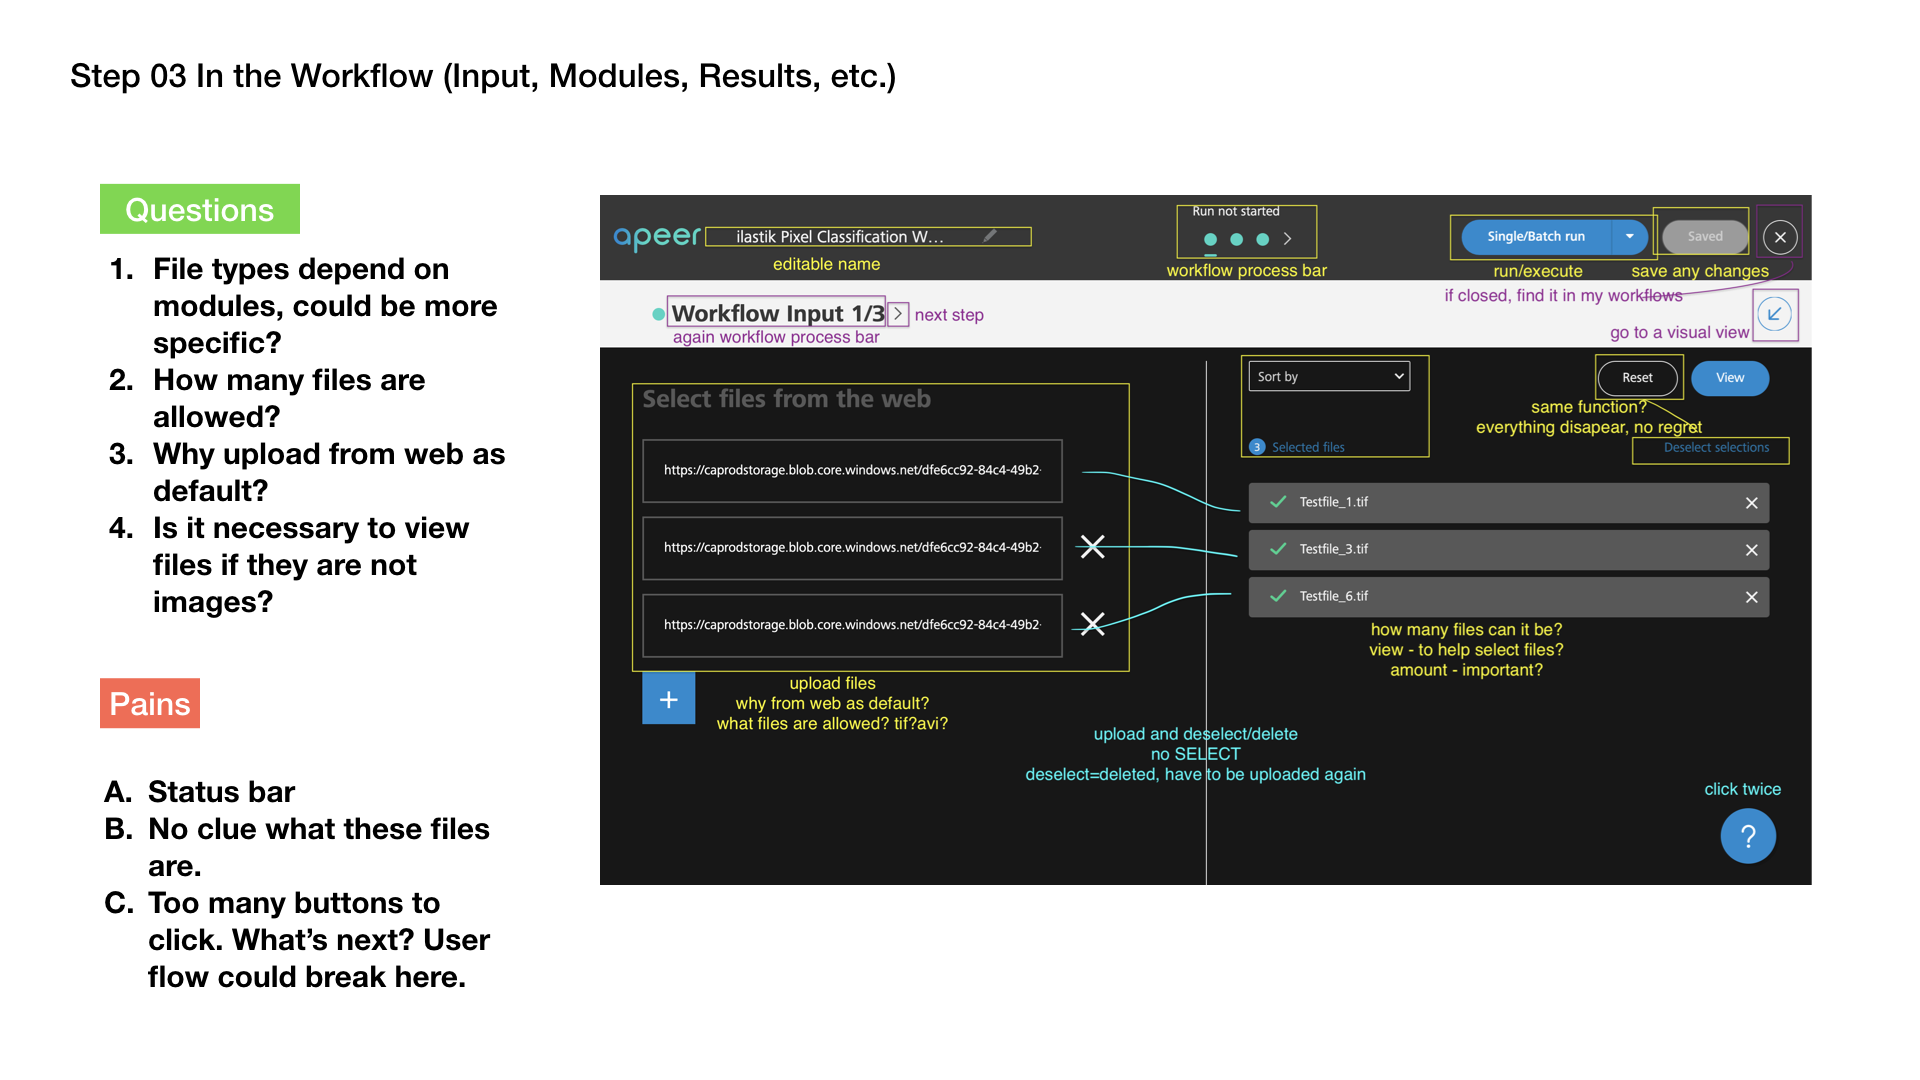 Step 03 In the Workflow (Input, Modules, Results, etc.)
Questions
1. File types depend on
modules, could be more
specific?
2. How many files are
allowed?
3. Why upload from web as
default?
4. Is it necessary to view
files if they are not
images?
Pains
A. Status bar
B. No clue what these files
are.
C. Too many buttons to
click. What's next? User
flow could break here.
apeer
ilastik Pixel Classification W...
editable name
Run not started
workflow process bar
Single/Batch run
run/execute
Saved
save any changes
if closed, find it in my workflows
Workflow Input 1/3
next step
again workflow process bar
go to a visual view
Select files from the web
https://caprodstorage.blob.core.windows.net/dfe6cc92-84c4-49b2-
https://caprodstorage.blob.core.windows.net/dfe6cc92-84c4-49b2-
https://caprodstorage.blob.core.windows.net/dfe6cc92-84c4-49b2-
+
upload files
why from web as default?
what files are allowed? tif?avi?
Sort by
Reset
View
same function?
everything disapear, no regret
3 Selected files
Deselect selections
Testfile_1.tif
Testfile_3.tif
Testfile_6.tif
how many files can it be?
view - to help select files?
amount - important?
upload and deselect/delete
no SELECT
deselect=deleted, have to be uploaded again
click twice
?